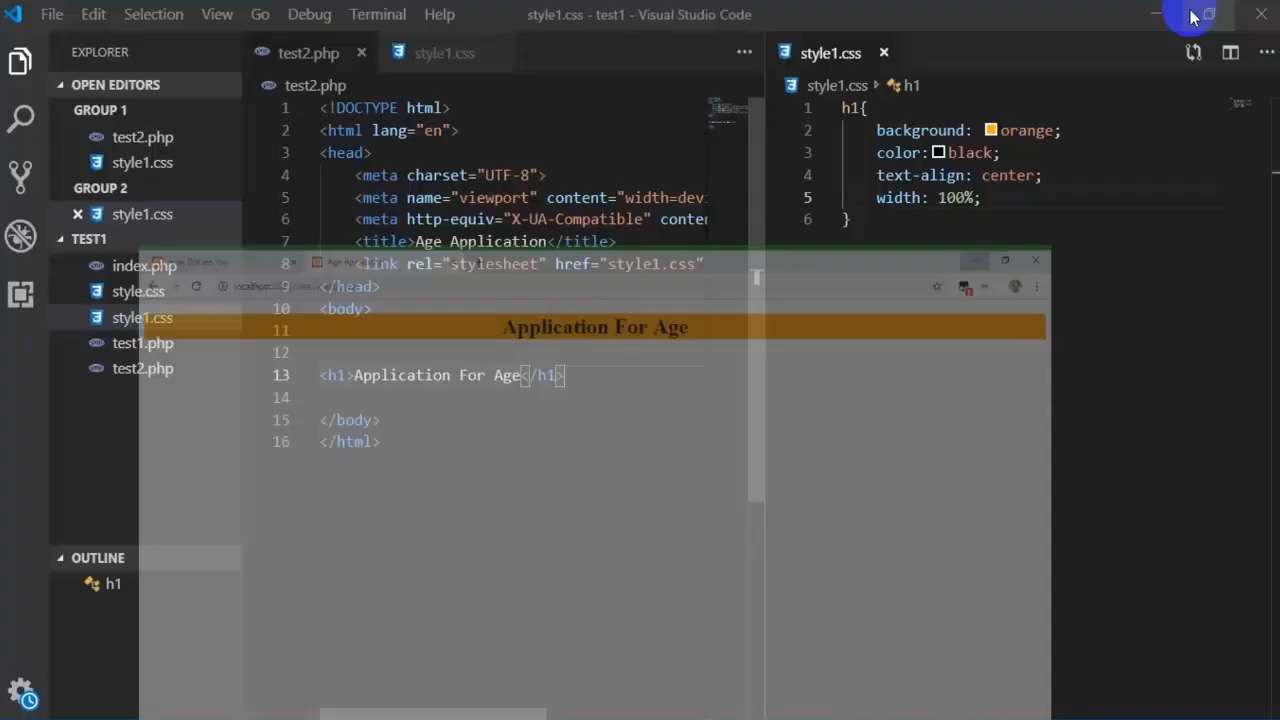 File Edit Selection View Go Debug Terminal Help
style1.css - test1 - Visual Studio Code
EXPLORER
OPEN EDITORS
GROUP 1
test2.php
style1.css
GROUP 2
style1.css
TEST1
index.php
style.css
style1.css
test1.php
test2.php
OUTLINE
h1
test2.php
style1.css
test2.php
1 <!DOCTYPE html>
2 <html lang="en">
3 <head>
4 <meta charset="UTF-8">
5 <meta name="viewport" content="width=dev
6 <meta http-equiv="X-UA-Compatible" conte
7 <title>Age Application</title>
8 <link rel="stylesheet" href="style1.css"
9 </head>
10 <body>
11
12
13 <h1>Application For Age</h1>
14
15 </body>
16 </html>
Application For Age
style1.css
style1.css h1
1 h1{
2 background: orange;
3 color: black;
4 text-align: center;
5 width: 100%;
6 }